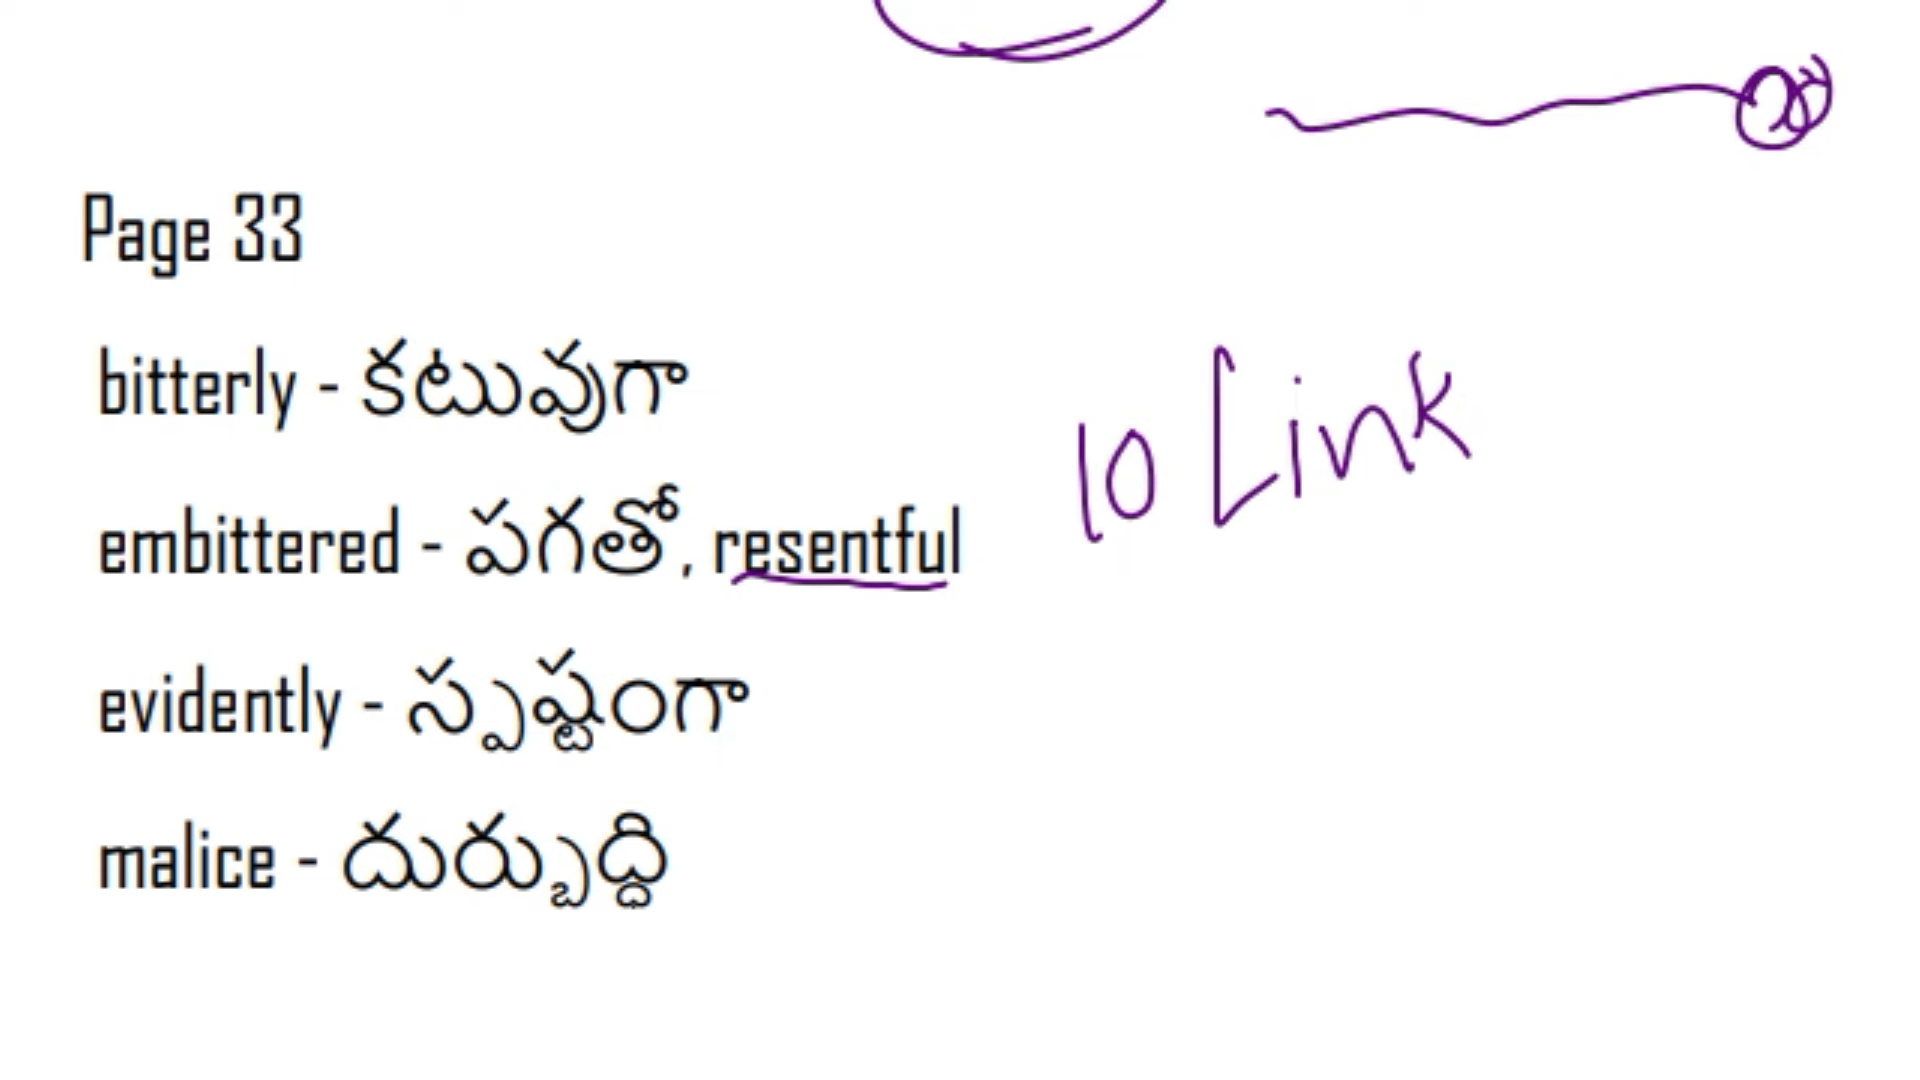 Page 33
bitterly - కటువుగా
10 Link
embittered - పగతో, resentful
evidently - స్పష్టంగా
malice - దుర్బుద్ధి